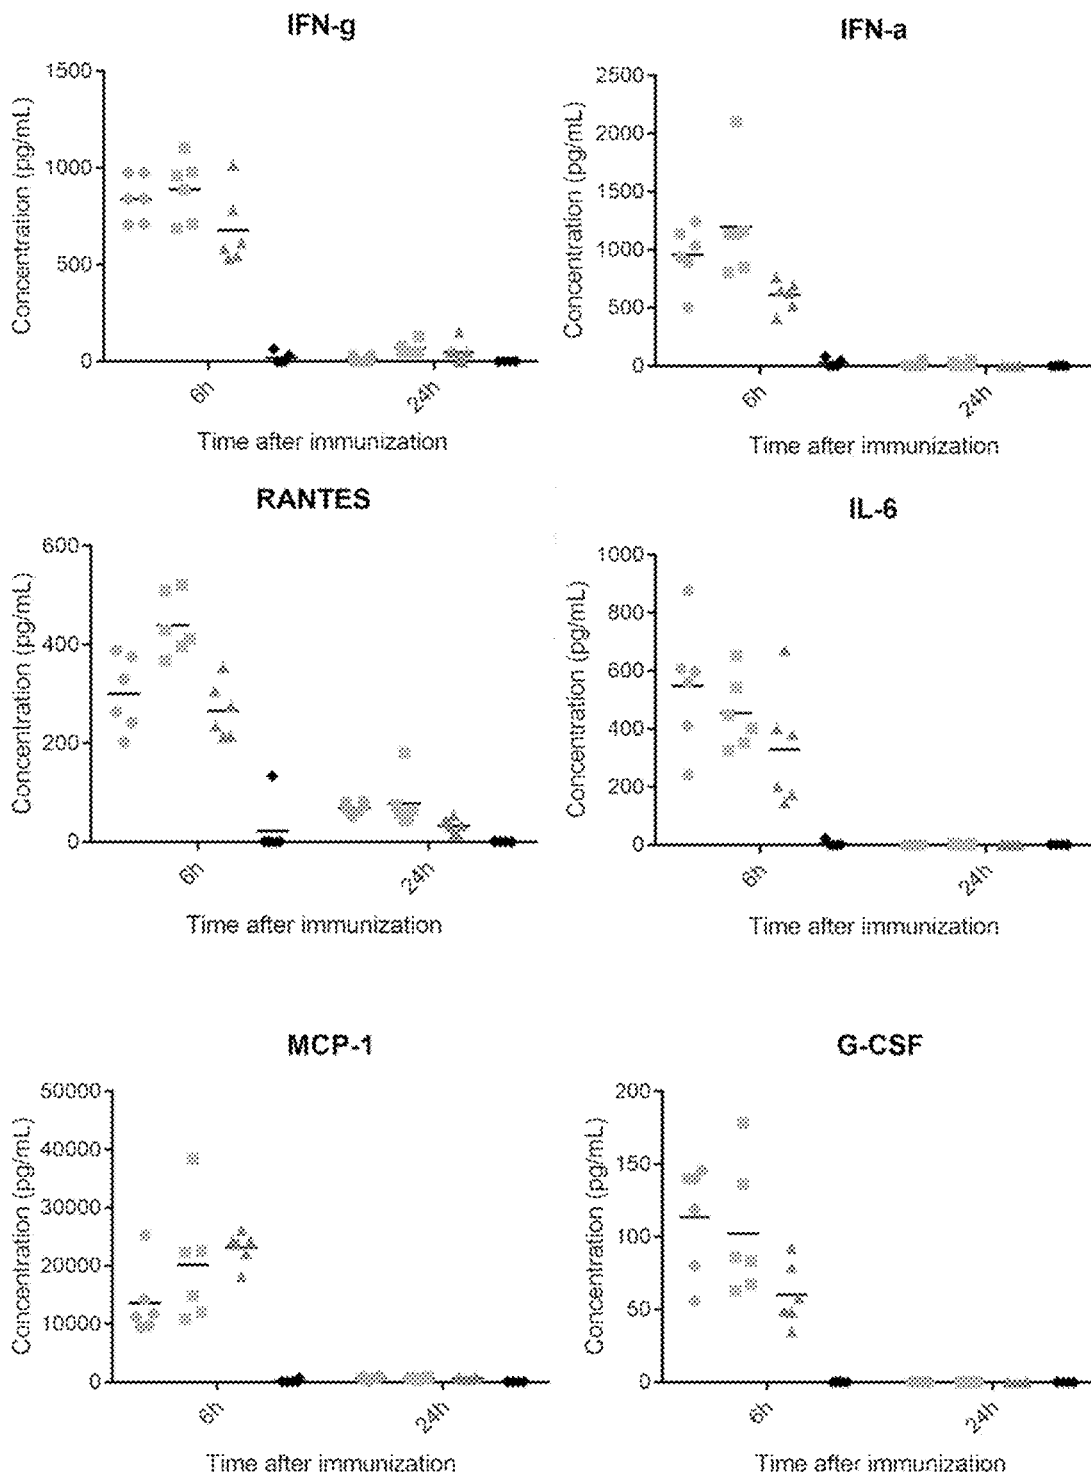 IFN-g
Concentration (pg/mL)
1500
1000
500
0
6h
24h
Time after immunization
IFN-a
Concentration (pg/mL)
2500
2000
1500
1000
500
0
6h
24h
Time after immunization
RANTES
Concentration (pg/mL)
600
400
200
0
6h
24h
Time after immunization
IL-6
Concentration (pg/mL)
1000
800
600
400
200
0
6h
24h
Time after immunization
MCP-1
Concentration (pg/mL)
50000
40000
30000
20000
10000
0
6h
24h
Time after immunization
G-CSF
Concentration (pg/mL)
200
150
100
50
0
6h
24h
Time after immunization